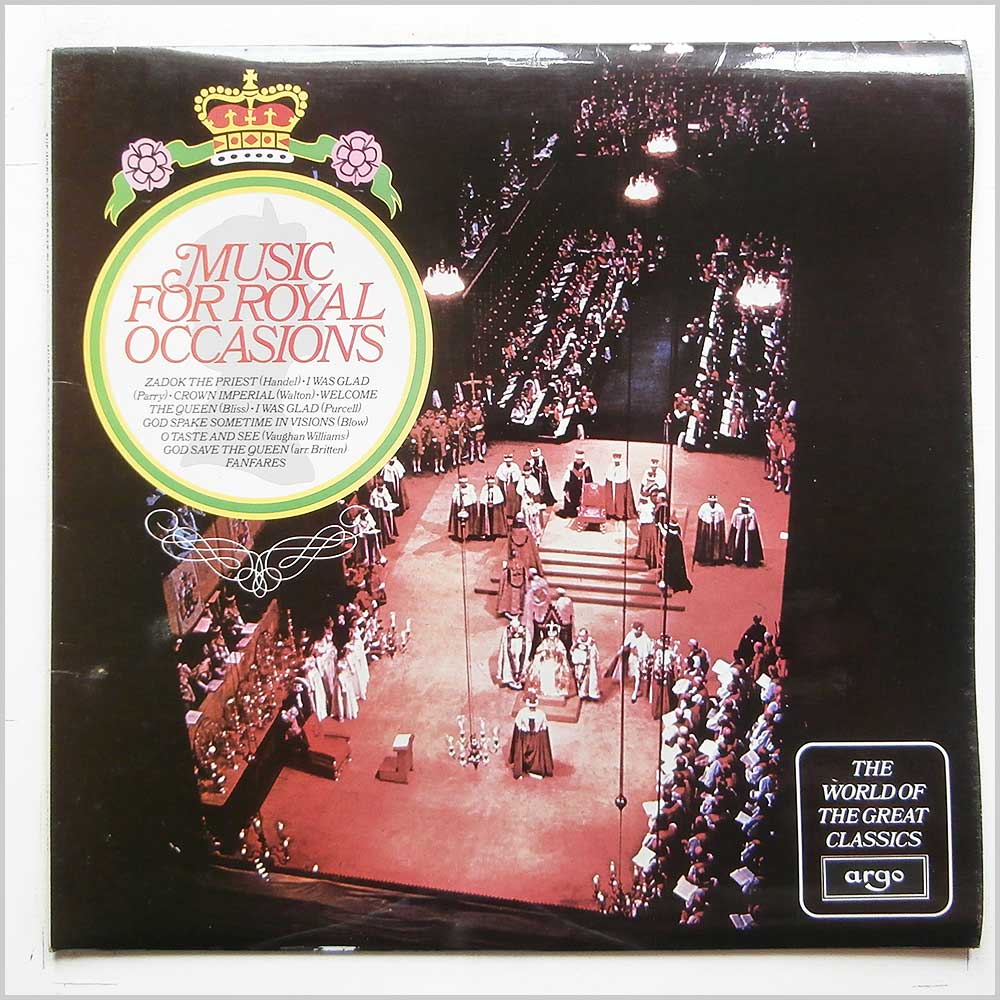 MUSIC
FOR ROYAL
OCCASIONS
ZADOK THE PRIEST (Handel) · I WAS GLAD
(Parry) · CROWN IMPERIAL (Walton) · WELCOME
THE QUEEN (Bliss) · I WAS GLAD (Purcell)
GOD SPAKE SOMETIME IN VISIONS (Blow)
O TASTE AND SEE (Vaughan Williams)
GOD SAVE THE QUEEN (arr. Britten)
FANFARES
THE
WORLD OF
THE GREAT
CLASSICS
argo